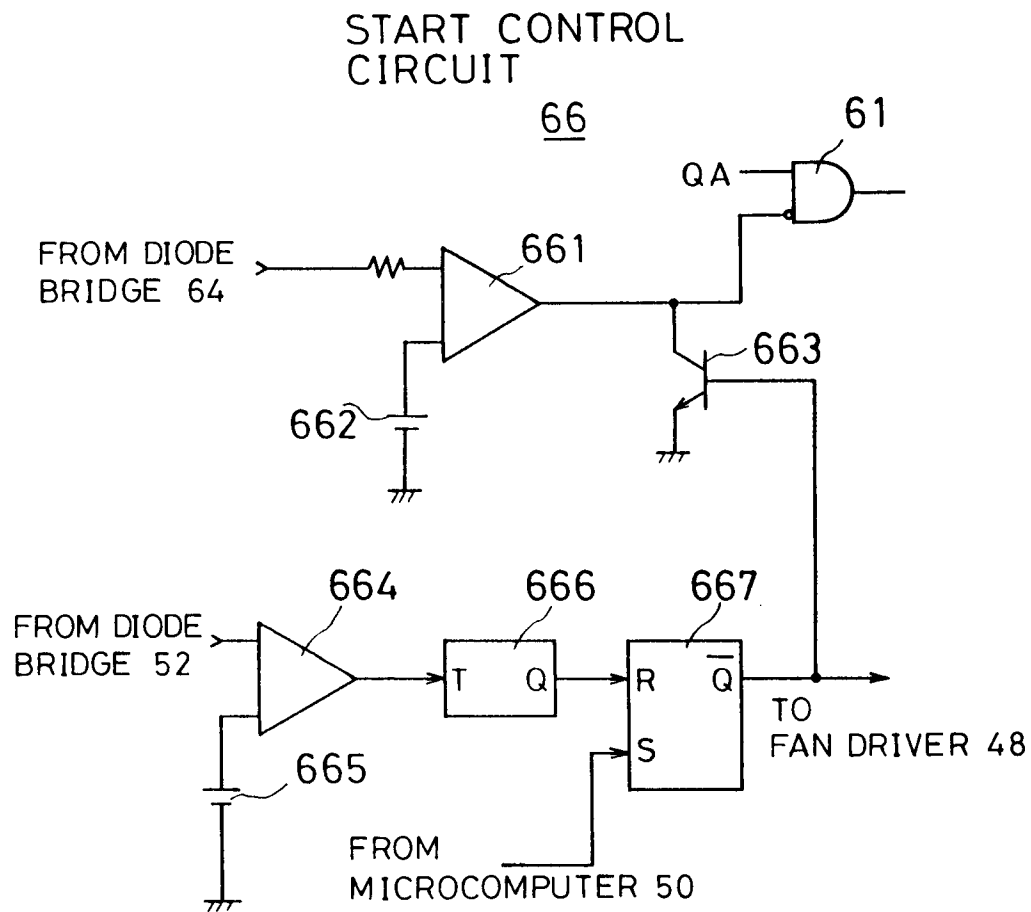 START CONTROL
CIRCUIT
66
61
QA
FROM DIODE
BRIDGE 64
661
663
662
664
666
667
FROM DIODE
BRIDGE 52
T
Q
R
Q̅
S
TO
FAN DRIVER 48
665
FROM
MICROCOMPUTER 50